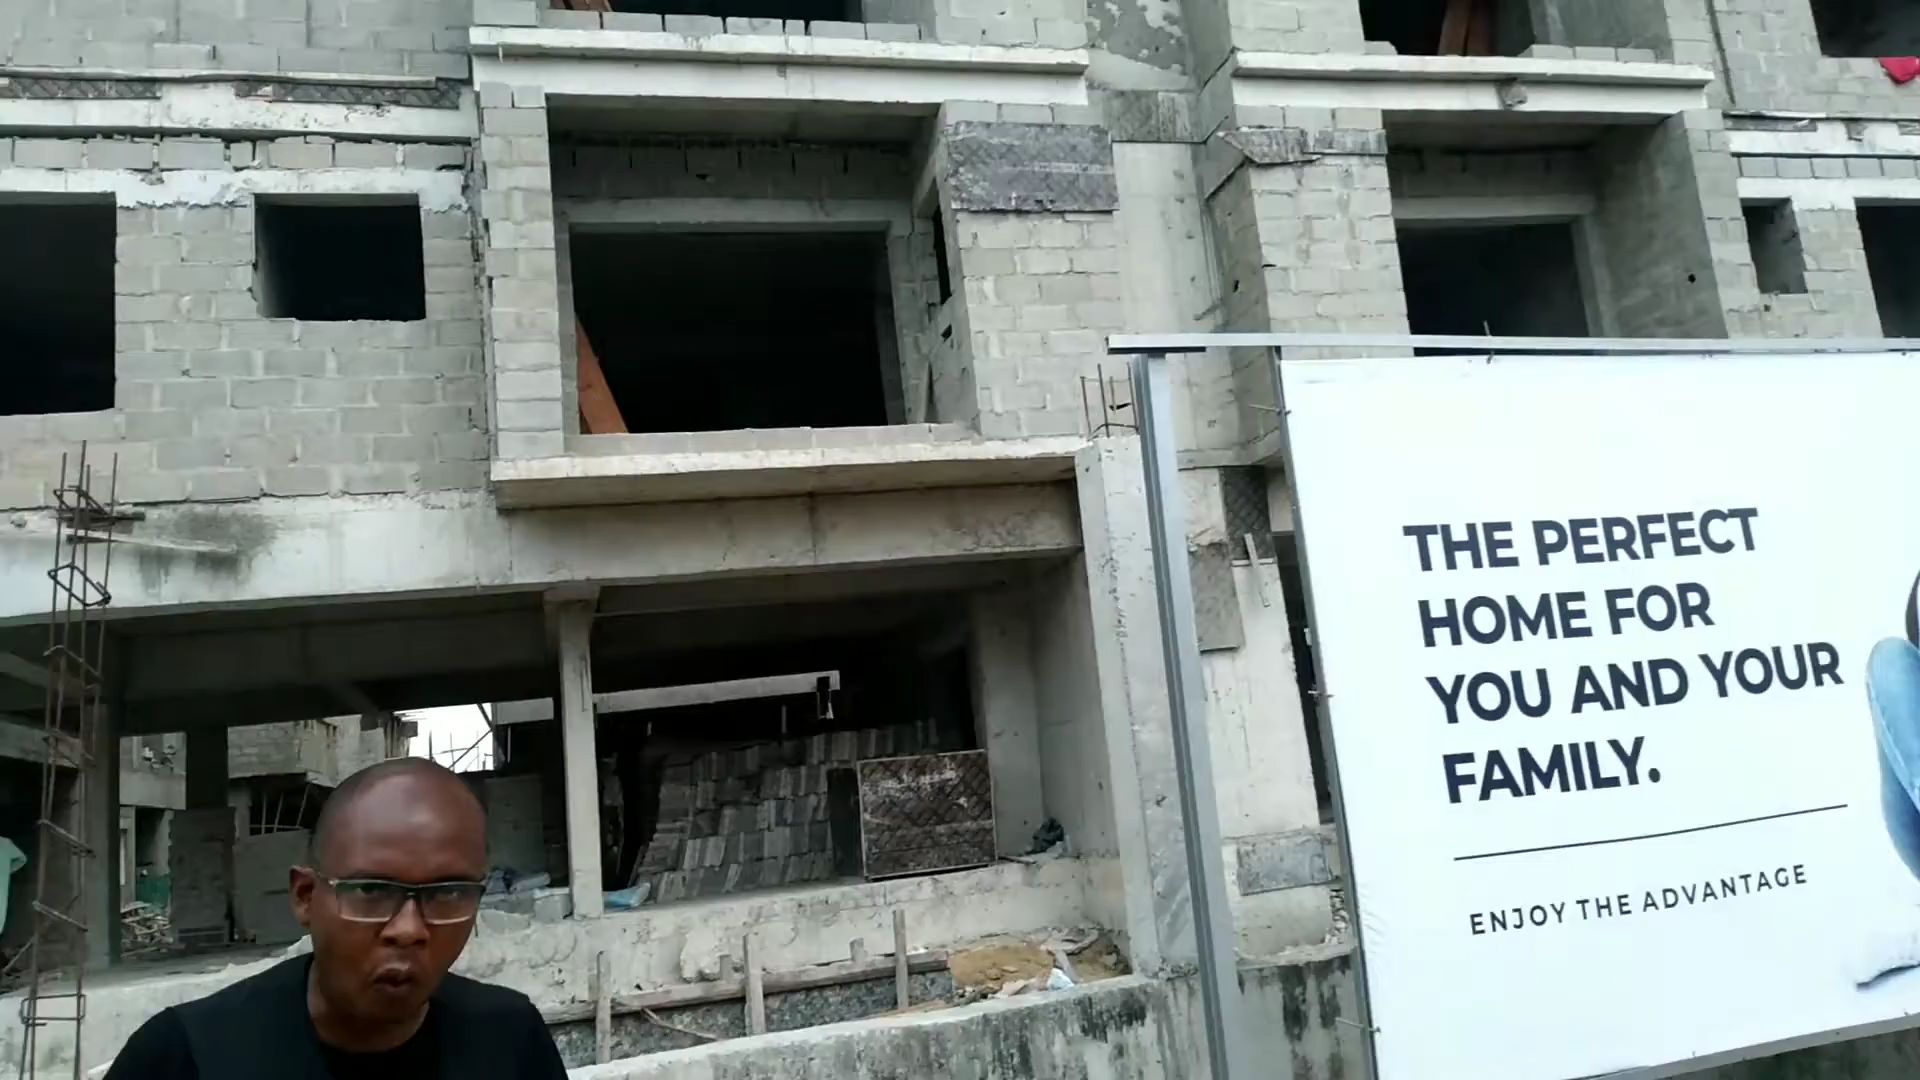 THE PERFECT
HOME FOR
YOU AND YOUR
FAMILY.
ENJOY THE ADVANTAGE